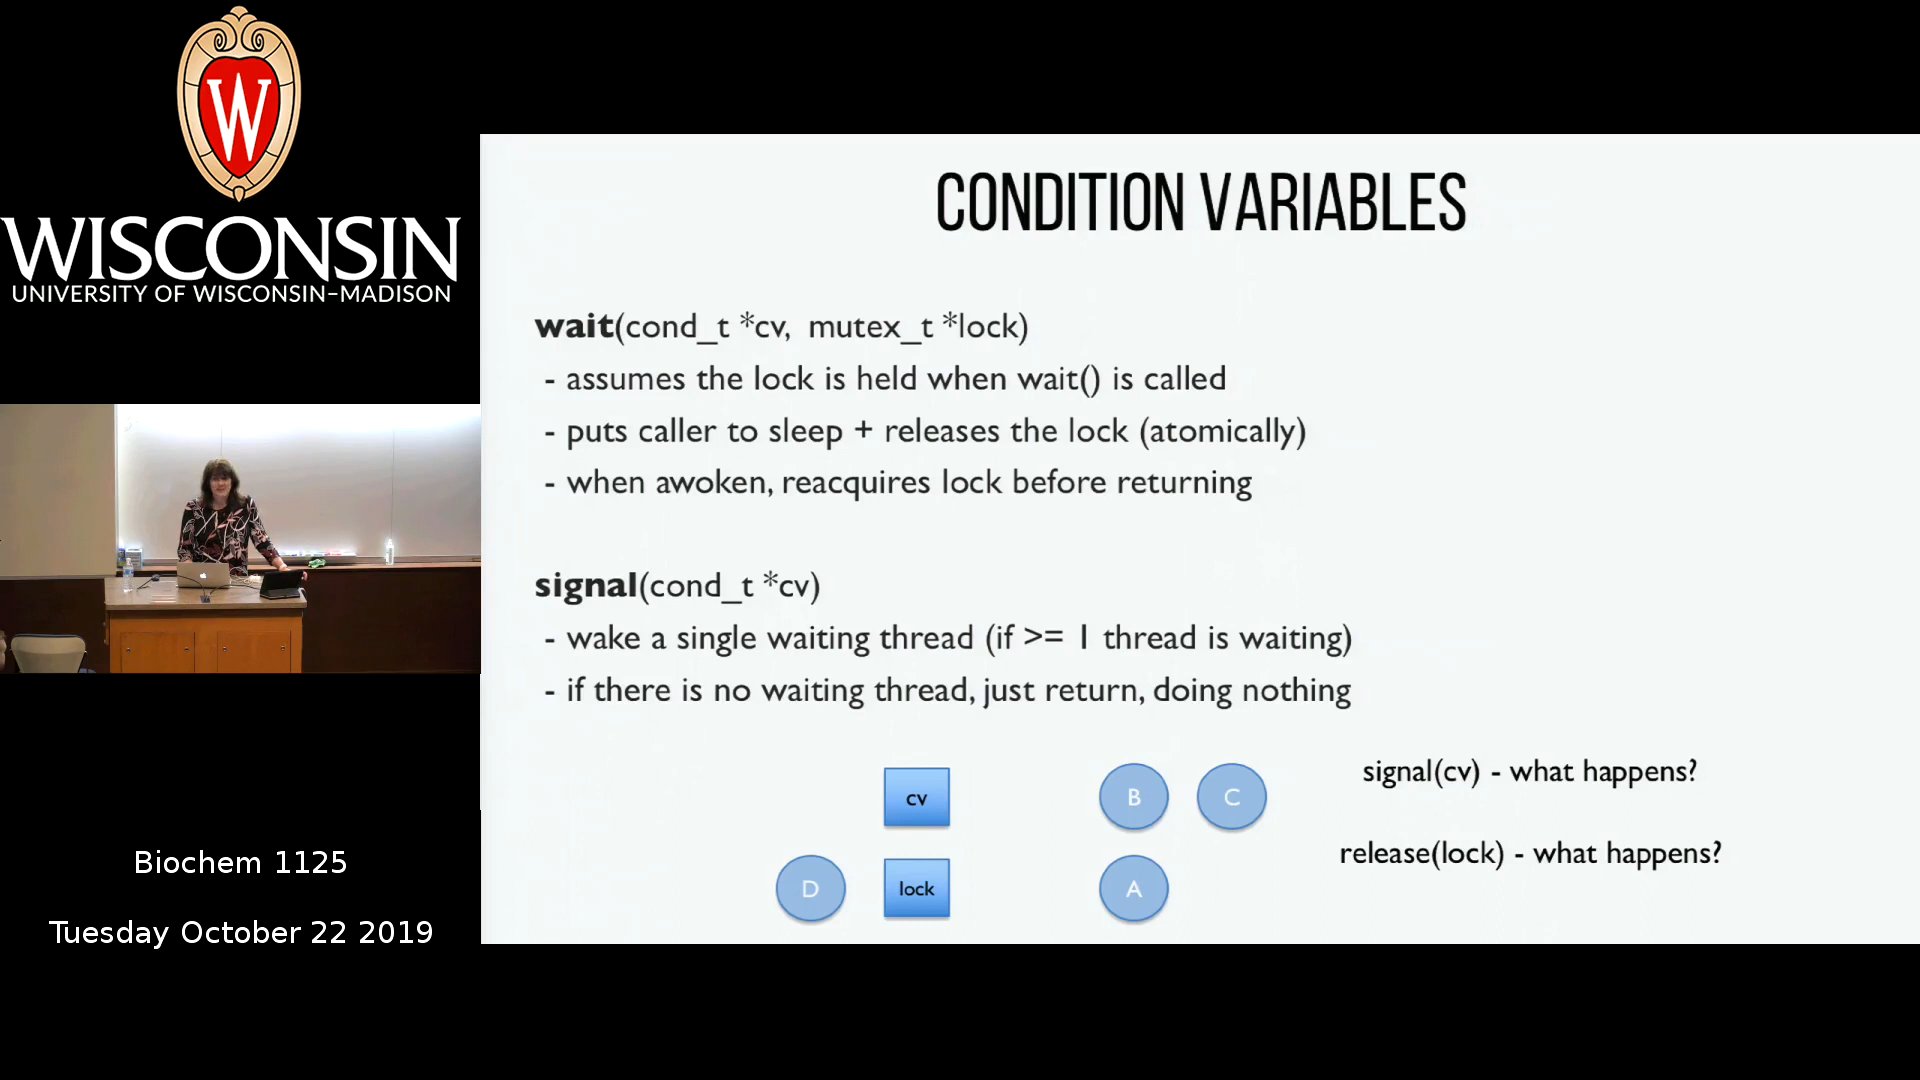 W
WISCONSIN
UNIVERSITY OF WISCONSIN–MADISON
Biochem 1125
Tuesday October 22 2019
CONDITION VARIABLES
wait(cond_t *cv, mutex_t *lock)
- assumes the lock is held when wait() is called
- puts caller to sleep + releases the lock (atomically)
- when awoken, reacquires lock before returning
signal(cond_t *cv)
- wake a single waiting thread (if >= 1 thread is waiting)
- if there is no waiting thread, just return, doing nothing
cv B C signal(cv) - what happens?
D lock A release(lock) - what happens?